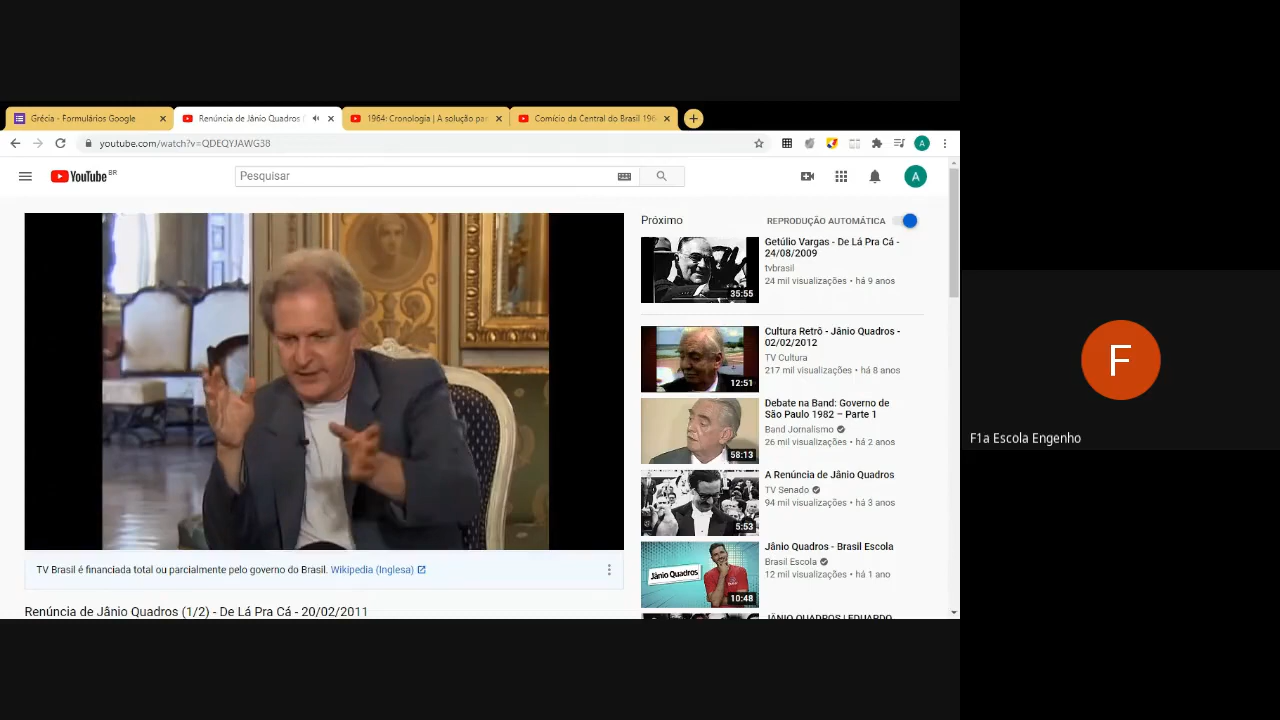 Grécia - Formulários Google
Renúncia de Jânio Quadros (
1964: Cronologia | A solução par
Comício da Central do Brasil 196
youtube.com/watch?v=QDEQYJAWG38
A
YouTube BR
Pesquisar
A
Próximo
REPRODUÇÃO AUTOMÁTICA
Getúlio Vargas - De Lá Pra Cá -
24/08/2009
tvbrasil
24 mil visualizações • há 9 anos
35:55
Cultura Retrô - Jânio Quadros -
02/02/2012
TV Cultura
217 mil visualizações • há 8 anos
12:51
Debate na Band: Governo de
São Paulo 1982 – Parte 1
Band Jornalismo
26 mil visualizações • há 2 anos
58:13
A Renúncia de Jânio Quadros
TV Senado
94 mil visualizações • há 3 anos
5:53
Jânio Quadros - Brasil Escola
Brasil Escola
12 mil visualizações • há 1 ano
Jânio Quadros
10:48
JÂNIO QUADROS | EDUARDO
TV Brasil é financiada total ou parcialmente pelo governo do Brasil. Wikipedia (Inglesa)
Renúncia de Jânio Quadros (1/2) - De Lá Pra Cá - 20/02/2011
F
F1a Escola Engenho